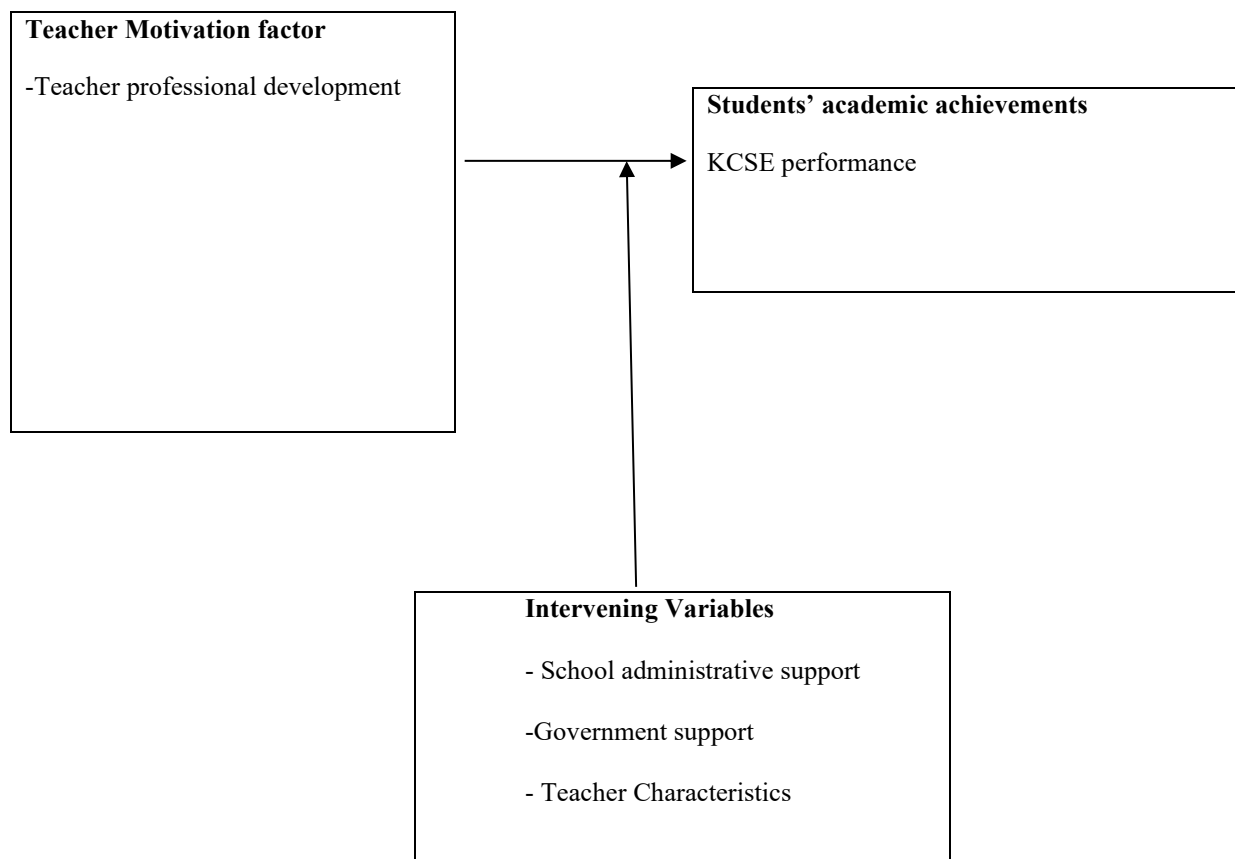 Teacher Motivation factor
-Teacher professional development
Students’ academic achievements
KCSE performance
Intervening Variables
- School administrative support
-Government support
- Teacher Characteristics